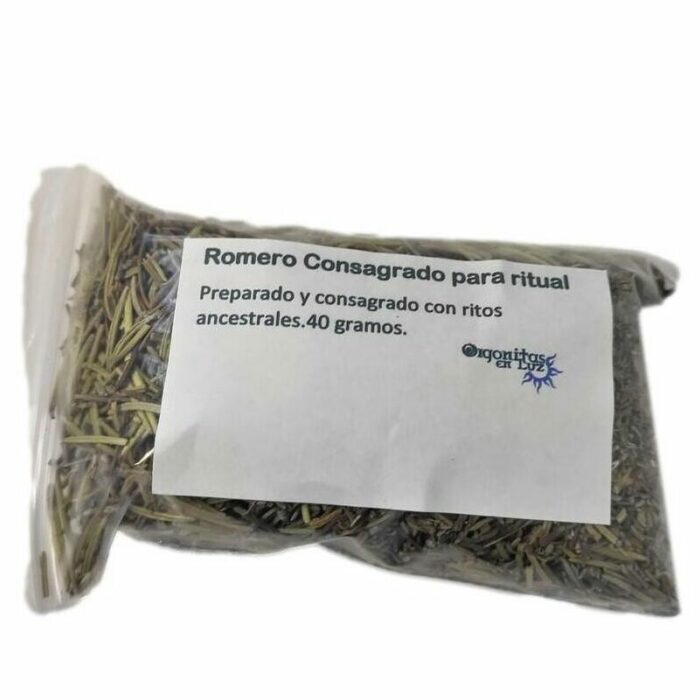 Romero Consagrado para ritual
Preparado y consagrado con ritos
ancestrales.40 gramos.
Orgonitas
en Luz